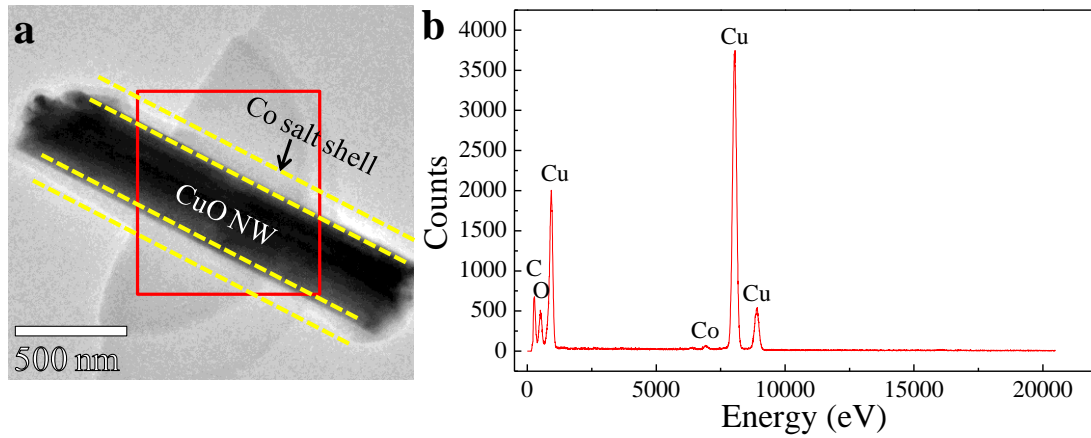 a
Co salt shell
CuO NW
500 nm
b
4000
3500
3000
2500
2000
1500
1000
500
0
Counts
C
O
Cu
Co
Cu
Cu
0
5000
10000
15000
20000
Energy (eV)